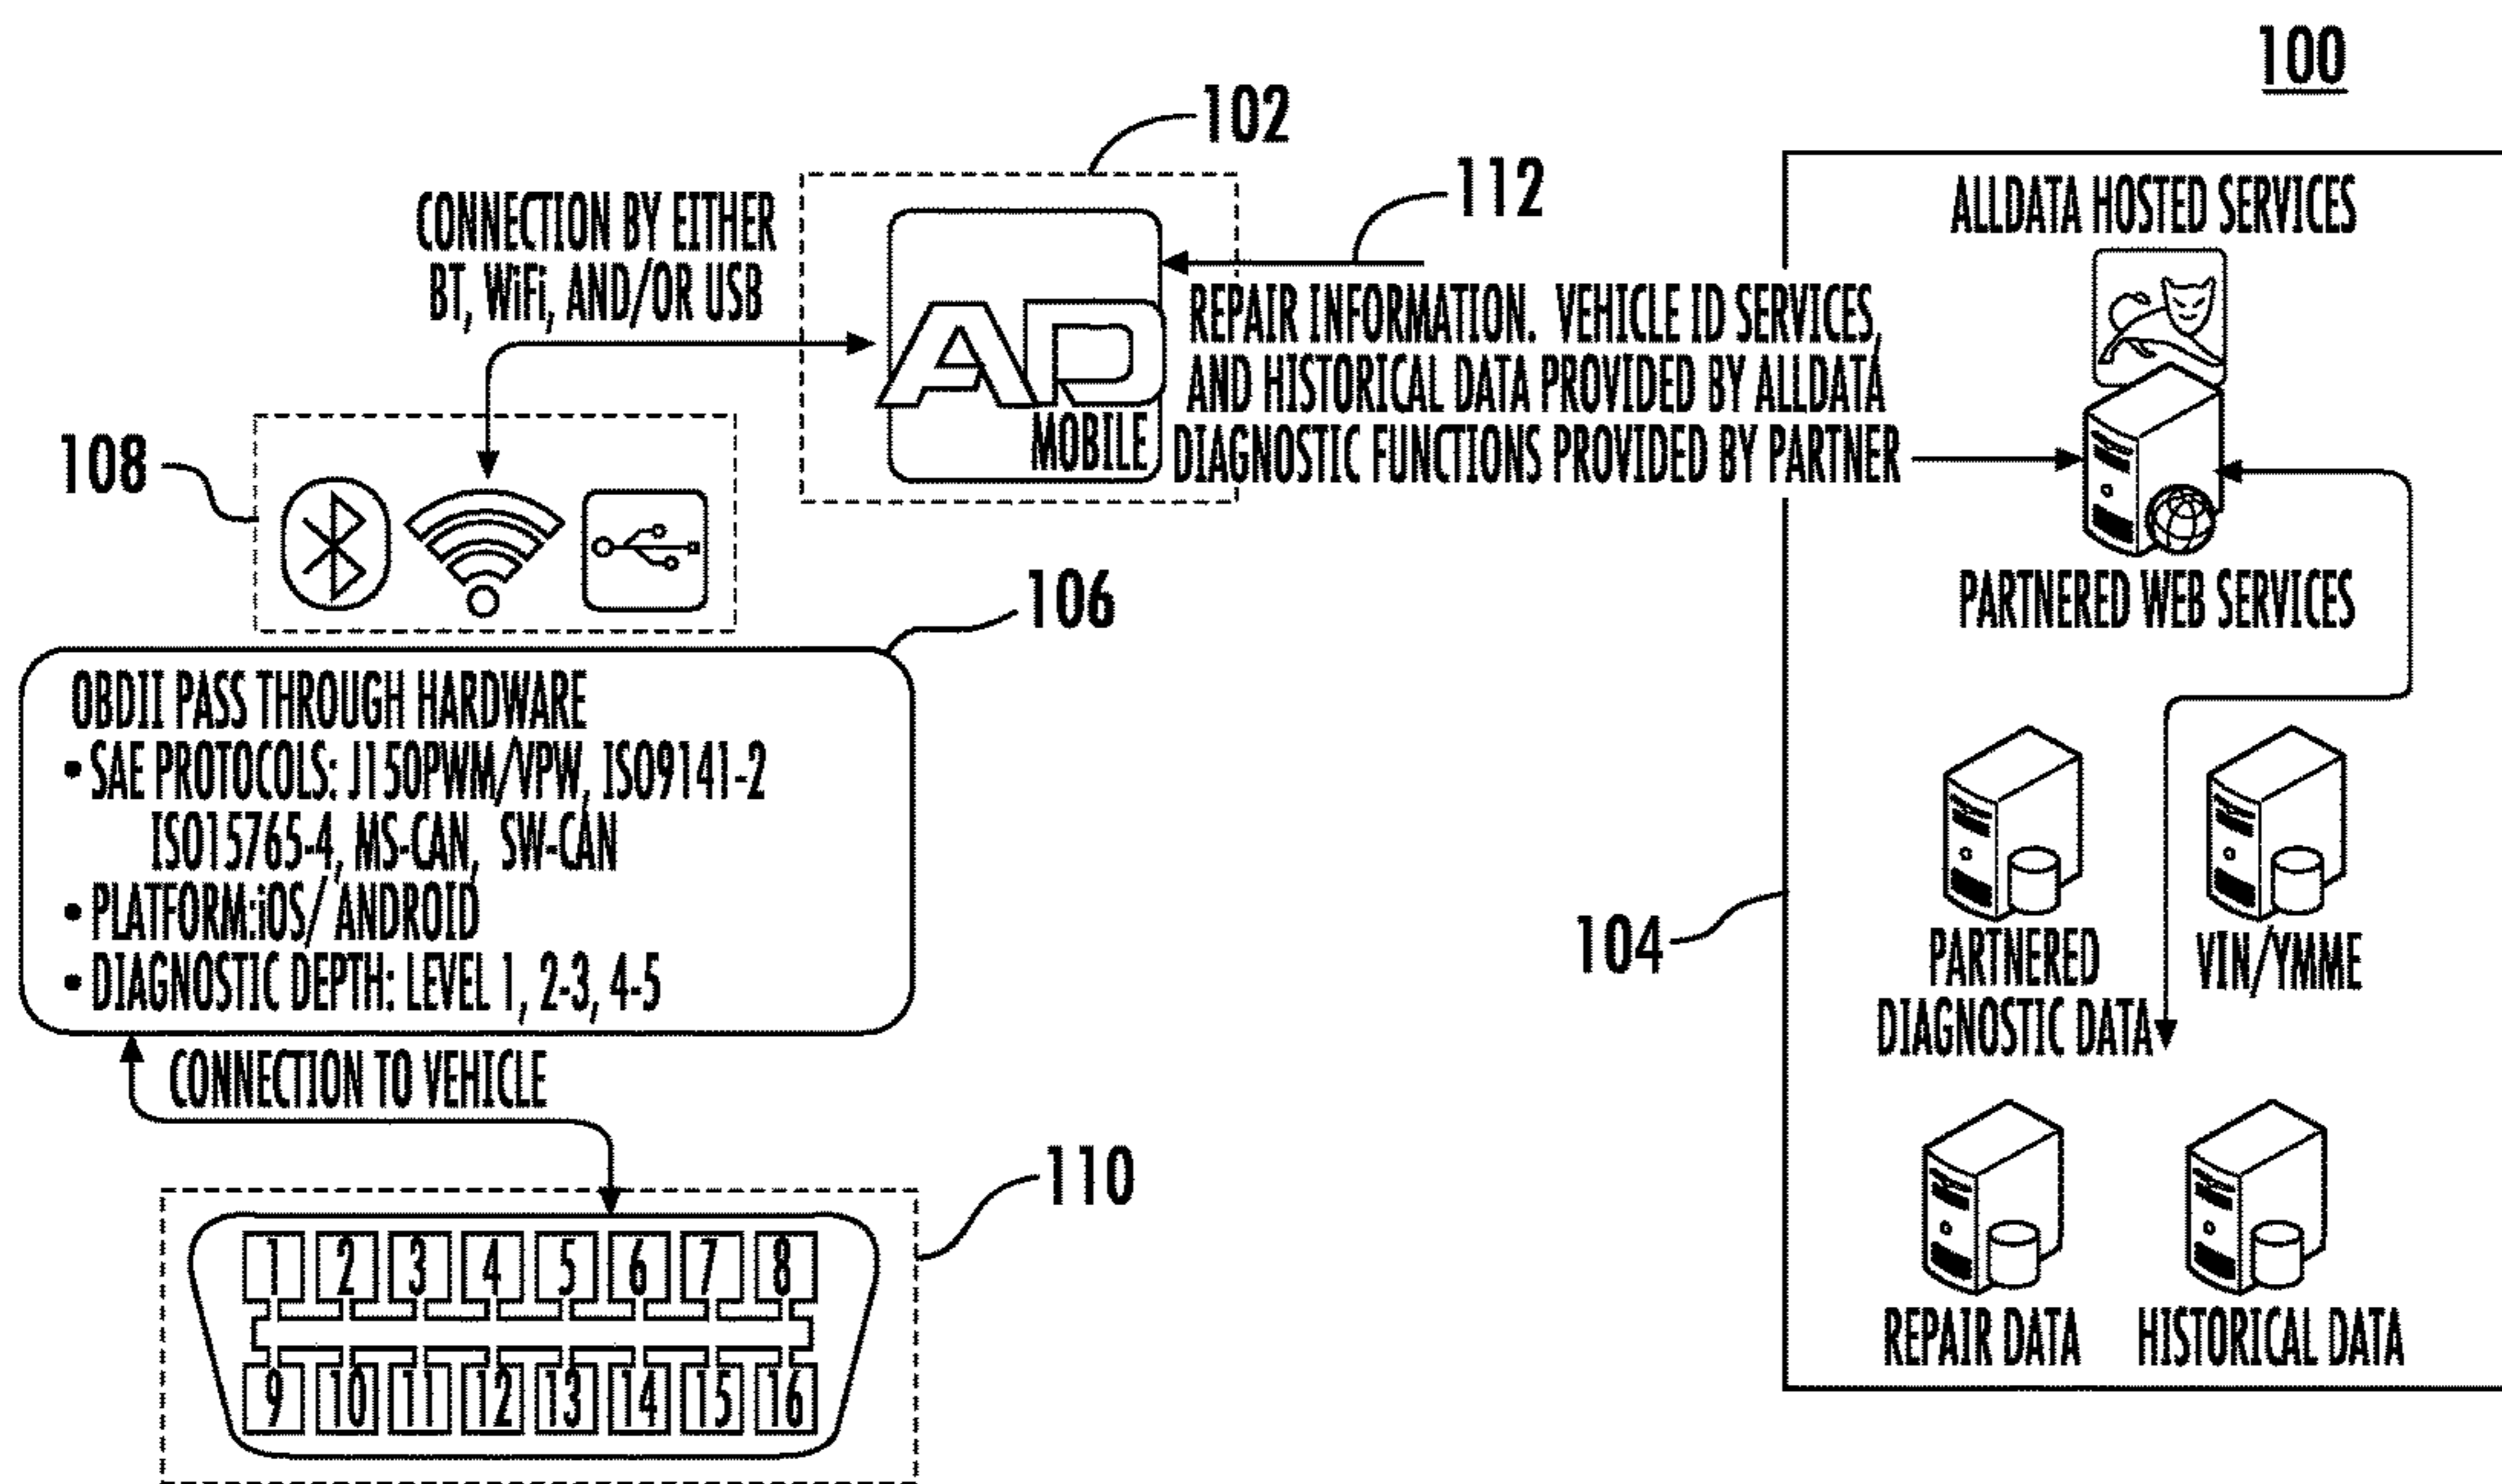 100
102
112
CONNECTION BY EITHER
BT, WiFi, AND/OR USB
AD
MOBILE
REPAIR INFORMATION. VEHICLE ID SERVICES,
AND HISTORICAL DATA PROVIDED BY ALLDATA
DIAGNOSTIC FUNCTIONS PROVIDED BY PARTNER
ALLDATA HOSTED SERVICES
PARTNERED WEB SERVICES
108
106
OBDII PASS THROUGH HARDWARE
• SAE PROTOCOLS: J150PWM/VPW, ISO9141-2
ISO15765-4, MS-CAN, SW-CAN
• PLATFORM:iOS/ ANDROID
• DIAGNOSTIC DEPTH: LEVEL 1, 2-3, 4-5
104
PARTNERED
DIAGNOSTIC DATA
VIN/YMME
CONNECTION TO VEHICLE
110
1 2 3 4 5 6 7 8
9 10 11 12 13 14 15 16
REPAIR DATA
HISTORICAL DATA